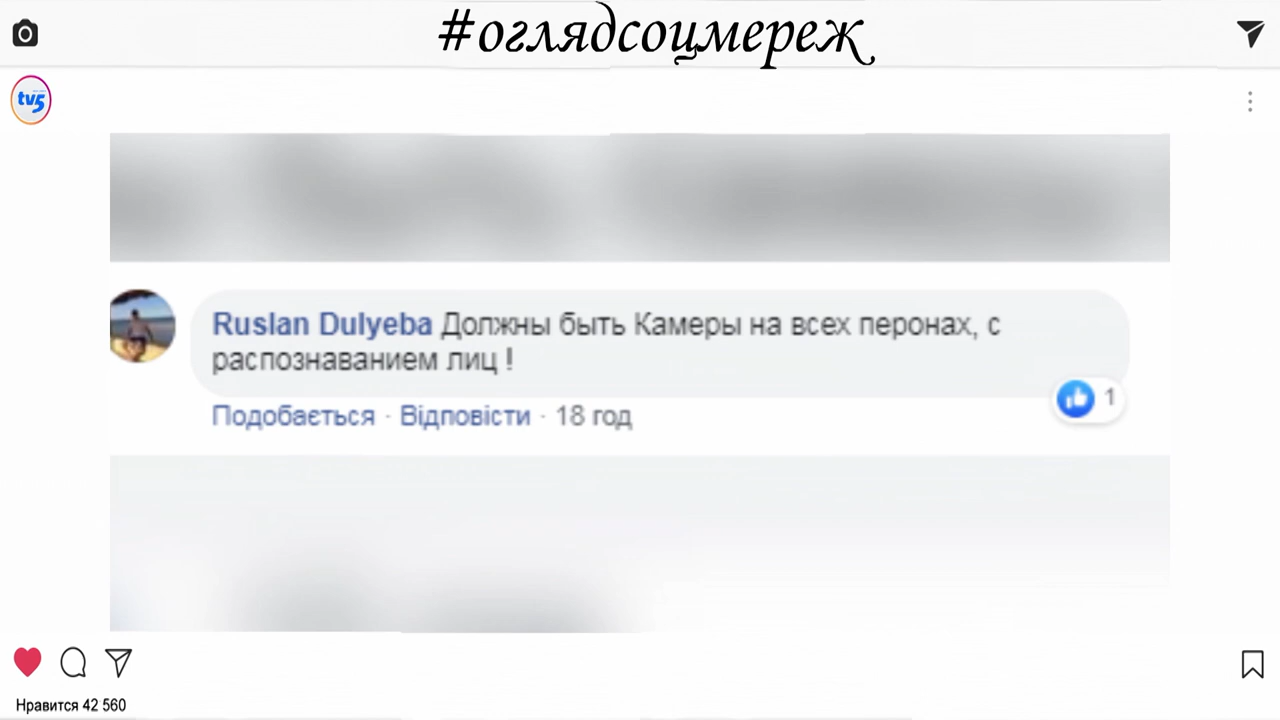 #оглядсоцмереж
tv5
Ruslan Dulyeba Должны быть Камеры на всех перонах, с
распознаванием лиц !
1
Подобається · Відповісти · 18 год
Нравится 42 560